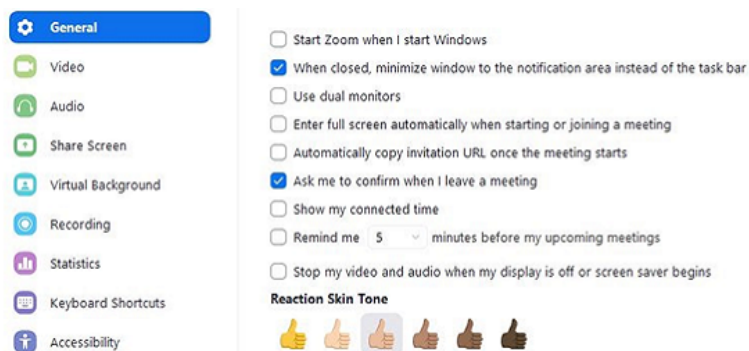 General
Video
Audio
Share Screen
Virtual Background
Recording
Statistics
Keyboard Shortcuts
Accessibility
Start Zoom when I start Windows
When closed, minimize window to the notification area instead of the task bar
Use dual monitors
Enter full screen automatically when starting or joining a meeting
Automatically copy invitation URL once the meeting starts
Ask me to confirm when I leave a meeting
Show my connected time
Remind me 5 minutes before my upcoming meetings
Stop my video and audio when my display is off or screen saver begins
Reaction Skin Tone